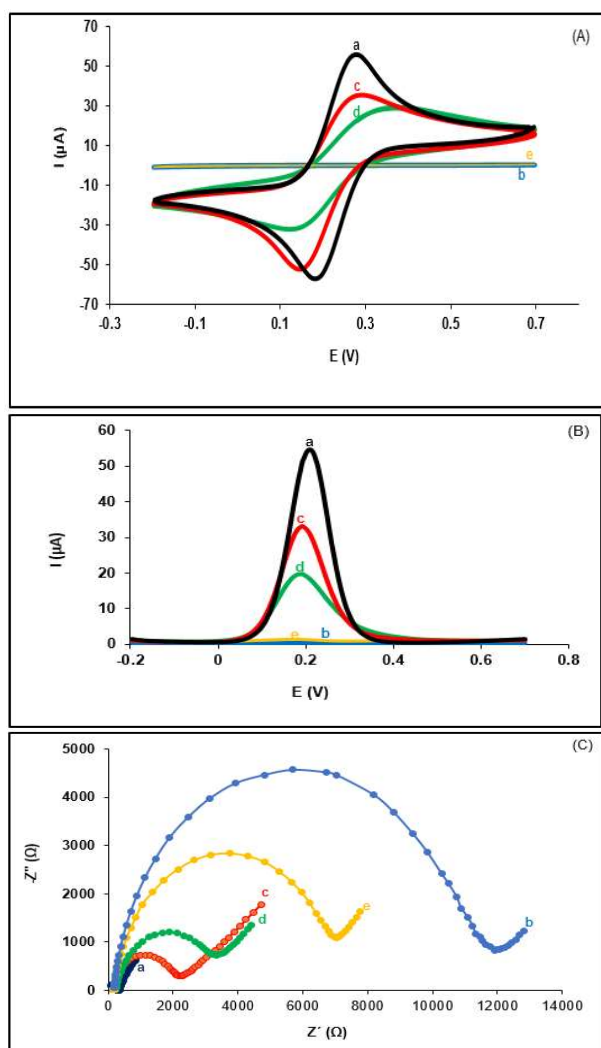 (A)
70
50
30
10
-10
-30
-50
-70
I (µA)
a
c
d
e
b
-0.3 -0.1 0.1 0.3 0.5 0.7
E (V)
(B)
60
50
40
30
20
10
0
I (µA)
a
c
d
e b
-0.2 0 0.2 0.4 0.6 0.8
E (V)
(C)
5000
4000
3000
2000
1000
0
-Z" (Ω)
c
e
d
b
a
0 2000 4000 6000 8000 10000 12000 14000
Z´ (Ω)